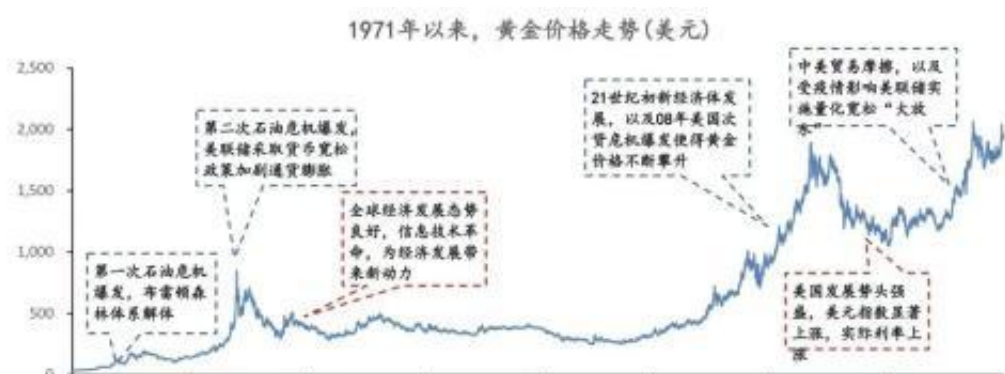 1971年以来，黄金价格走势(美元)
2,500
2,000
1,500
1,000
500
0
第一次石油危机
爆发，布雷顿森
林体系解体
第二次石油危机爆发，
美联储采取货币宽松
政策加剧通货膨胀
全球经济发展态势
良好，信息技术革
命，为经济发展带
来新动力
21世纪初新经济体发
展，以及08年美国次
贷危机爆发使得黄金
价格不断攀升
中美贸易摩擦，以及
受疫情影响美联储实
施量化宽松“大放
水”
美国发展势头强
盛，美元指数显著
上涨，实际利率上
涨